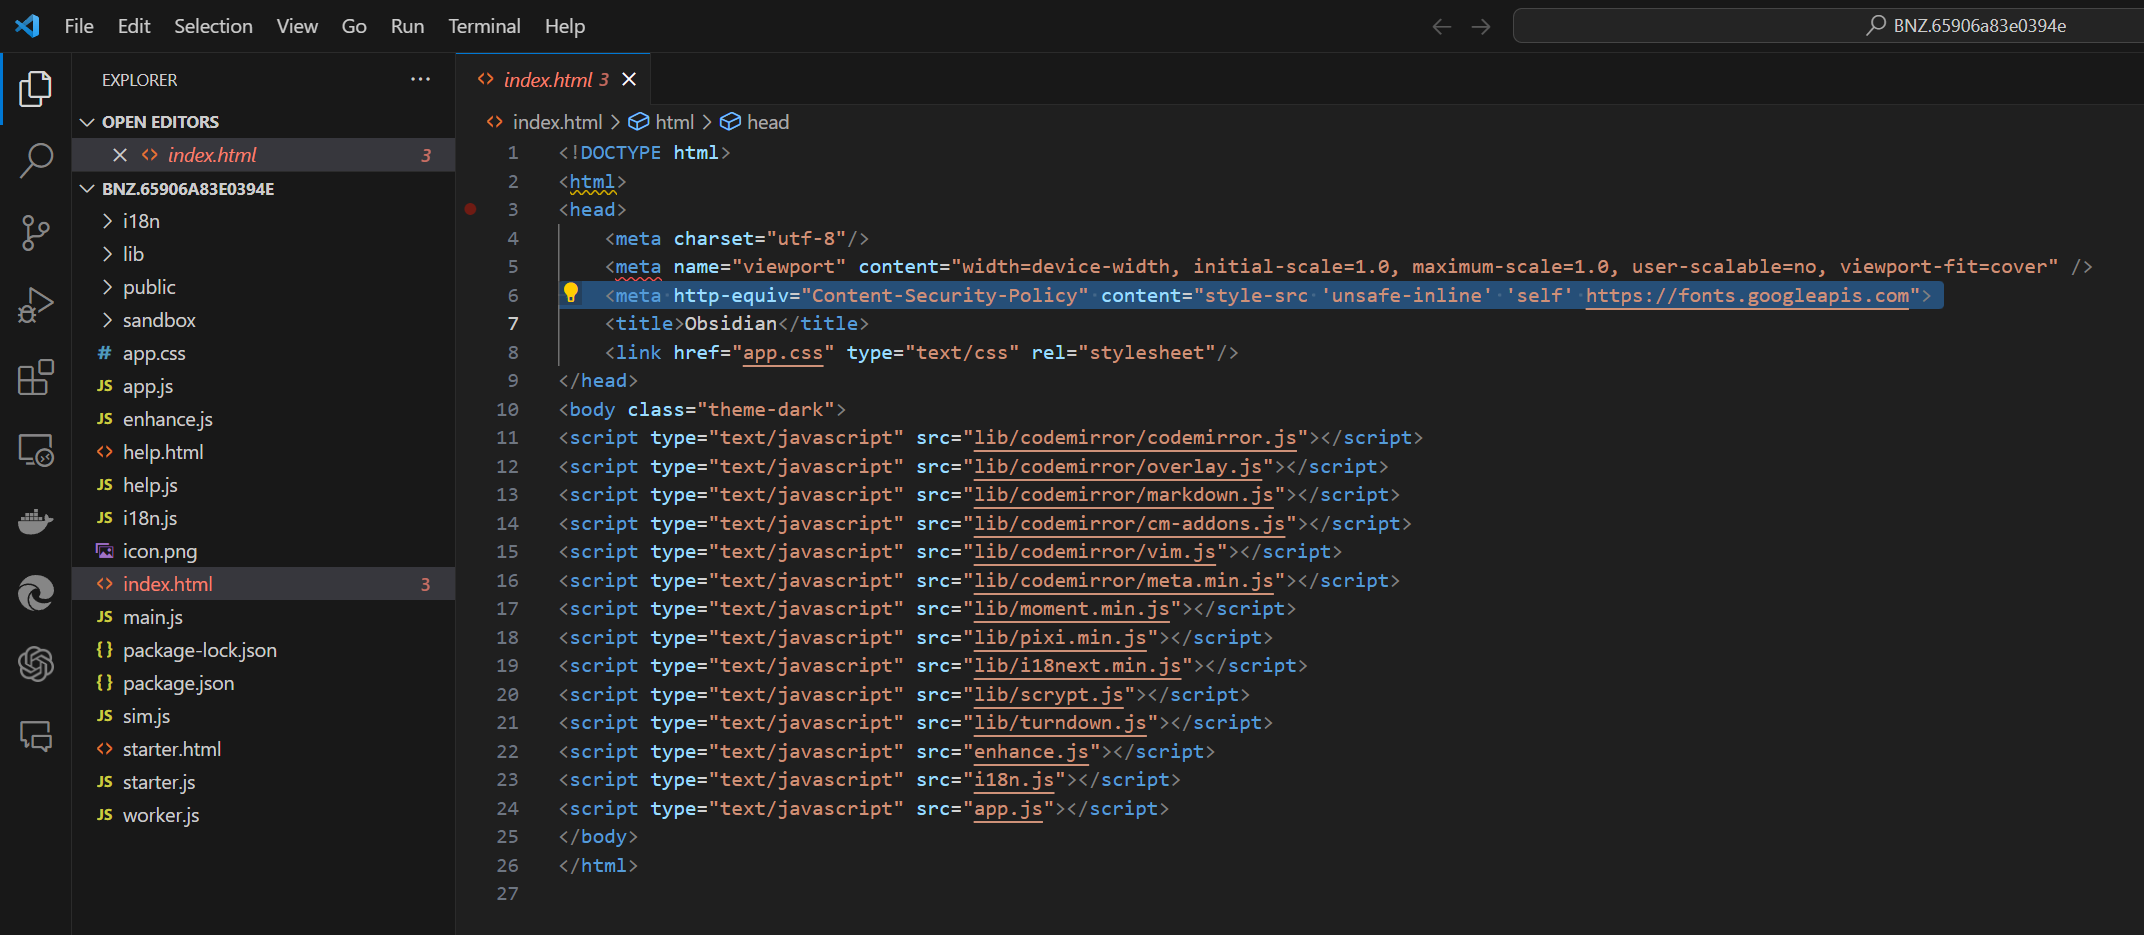 File Edit Selection View Go Run Terminal Help
BNZ.65906a83e0394e
EXPLORER ...
OPEN EDITORS
index.html 3
BNZ.65906A83E0394E
i18n
lib
public
sandbox
# app.css
JS app.js
JS enhance.js
<> help.html
JS help.js
JS i18n.js
icon.png
<> index.html 3
JS main.js
{} package-lock.json
{} package.json
JS sim.js
<> starter.html
JS starter.js
JS worker.js
<> index.html 3
<> index.html > html > head
1 <!DOCTYPE html>
2 <html>
3 <head>
4 <meta charset="utf-8"/>
5 <meta name="viewport" content="width=device-width, initial-scale=1.0, maximum-scale=1.0, user-scalable=no, viewport-fit=cover" />
6 <meta http-equiv="Content-Security-Policy" content="style-src 'unsafe-inline' 'self' https://fonts.googleapis.com">
7 <title>Obsidian</title>
8 <link href="app.css" type="text/css" rel="stylesheet"/>
9 </head>
10 <body class="theme-dark">
11 <script type="text/javascript" src="lib/codemirror/codemirror.js"></script>
12 <script type="text/javascript" src="lib/codemirror/overlay.js"></script>
13 <script type="text/javascript" src="lib/codemirror/markdown.js"></script>
14 <script type="text/javascript" src="lib/codemirror/cm-addons.js"></script>
15 <script type="text/javascript" src="lib/codemirror/vim.js"></script>
16 <script type="text/javascript" src="lib/codemirror/meta.min.js"></script>
17 <script type="text/javascript" src="lib/moment.min.js"></script>
18 <script type="text/javascript" src="lib/pixi.min.js"></script>
19 <script type="text/javascript" src="lib/i18next.min.js"></script>
20 <script type="text/javascript" src="lib/scrypt.js"></script>
21 <script type="text/javascript" src="lib/turndown.js"></script>
22 <script type="text/javascript" src="enhance.js"></script>
23 <script type="text/javascript" src="i18n.js"></script>
24 <script type="text/javascript" src="app.js"></script>
25 </body>
26 </html>
27